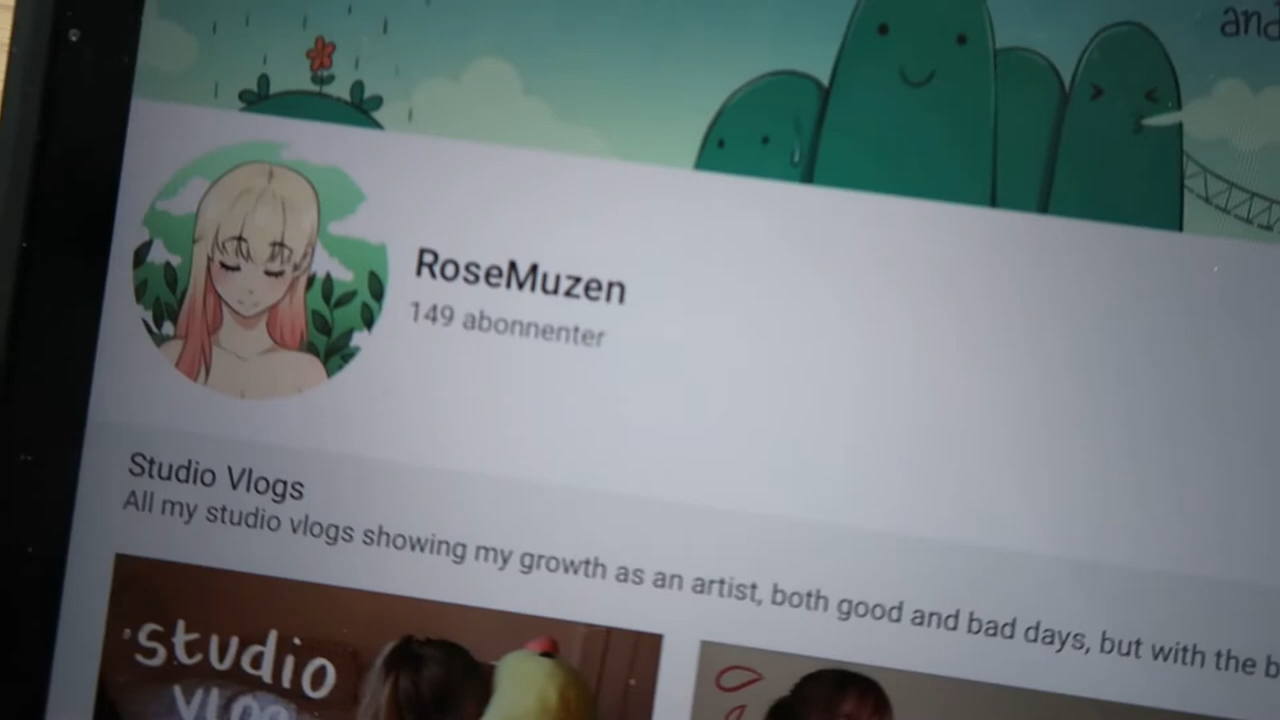 and
RoseMuzen
149 abonnenter
Studio Vlogs
All my studio vlogs showing my growth as an artist, both good and bad days, but with the b
studio
vlog